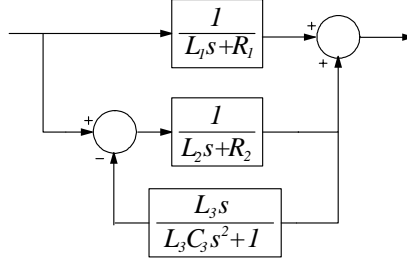 1
L₁s+R₁
+
+
+
1
L₂s+R₂
-
L₃s
L₃C₃s²+1